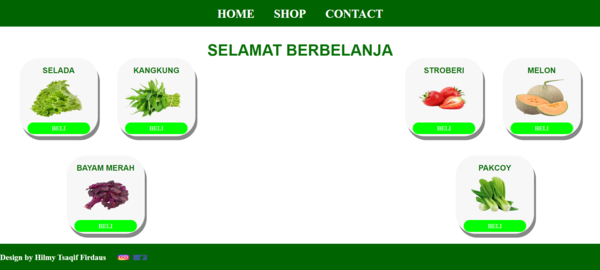 HOME SHOP CONTACT
SELAMAT BERBELANJA
SELADA KANGKUNG STROBERI MELON
BELI BELI BELI BELI
BAYAM MERAH PAKCOY
BELI BELI
Design by Hilmy Tsaqif Firdaus